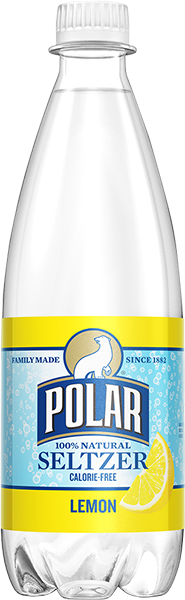 FAMILY MADE SINCE 1882
POLAR
100% NATURAL
SELTZER
CALORIE-FREE
LEMON